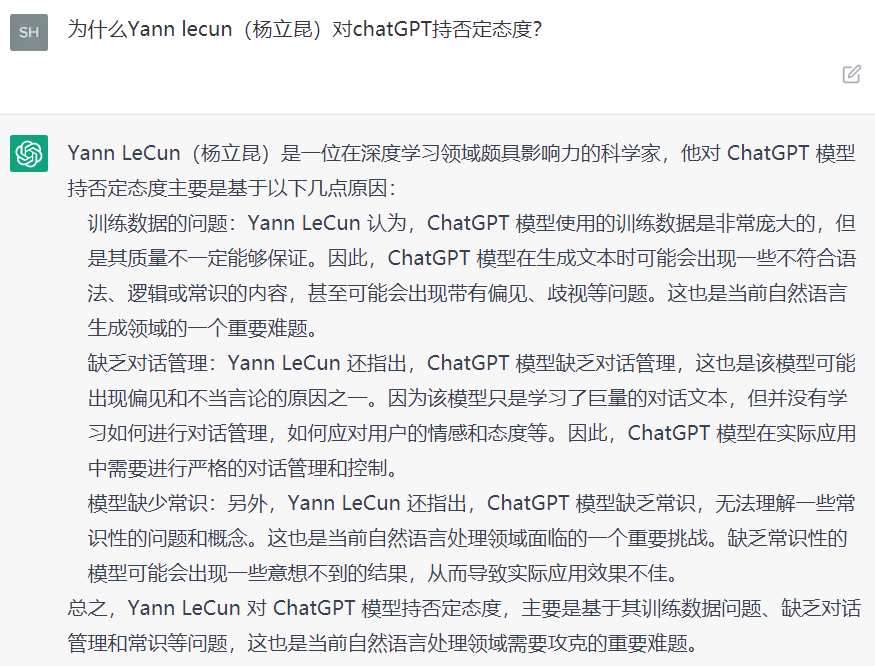 SH
为什么Yann lecun（杨立昆）对chatGPT持否定态度？
Yann LeCun（杨立昆）是一位在深度学习领域颇具影响力的科学家，他对 ChatGPT 模型
持否定态度主要是基于以下几点原因：
训练数据的问题：Yann LeCun 认为，ChatGPT 模型使用的训练数据是非常庞大的，但
是其质量不一定能够保证。因此，ChatGPT 模型在生成文本时可能会出现一些不符合语
法、逻辑或常识的内容，甚至可能会出现带有偏见、歧视等问题。这也是当前自然语言
生成领域的一个重要难题。
缺乏对话管理：Yann LeCun 还指出，ChatGPT 模型缺乏对话管理，这也是该模型可能
出现偏见和不当言论的原因之一。因为该模型只是学习了巨量的对话文本，但并没有学
习如何进行对话管理，如何应对用户的情感和态度等。因此，ChatGPT 模型在实际应用
中需要进行严格的对话管理和控制。
模型缺少常识：另外，Yann LeCun 还指出，ChatGPT 模型缺乏常识，无法理解一些常
识性的问题和概念。这也是当前自然语言处理领域面临的一个重要挑战。缺乏常识性的
模型可能会出现一些意想不到的结果，从而导致实际应用效果不佳。
总之，Yann LeCun 对 ChatGPT 模型持否定态度，主要是基于其训练数据问题、缺乏对话
管理和常识等问题，这也是当前自然语言处理领域需要攻克的重要难题。